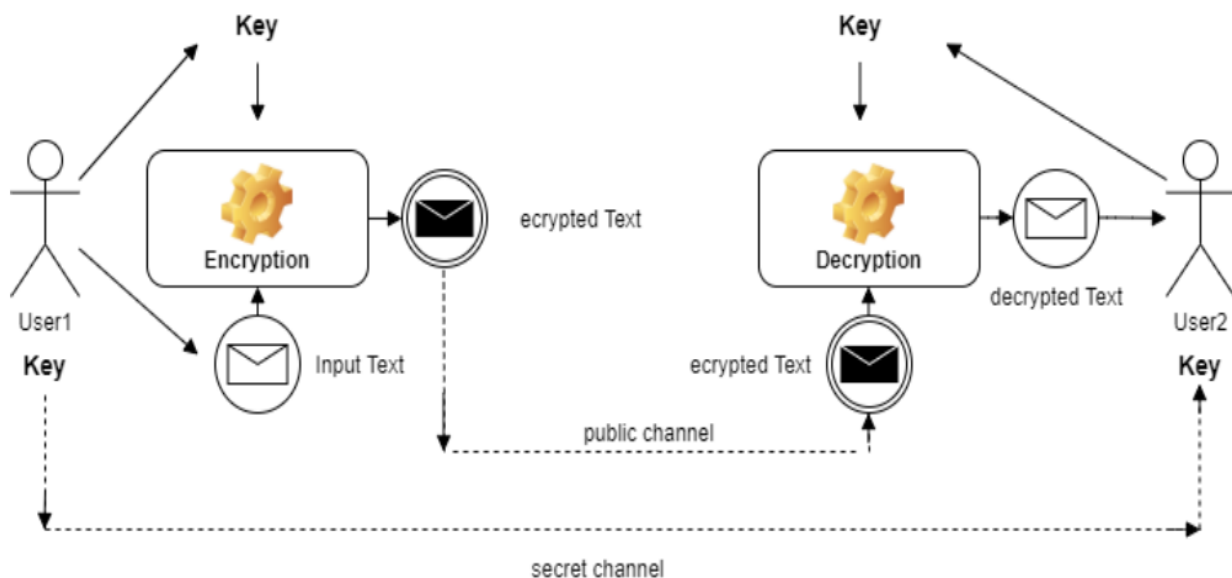 Key
Key
Encryption
ecrypted Text
Decryption
decrypted Text
User1
User2
Key
Input Text
ecrypted Text
Key
public channel
secret channel